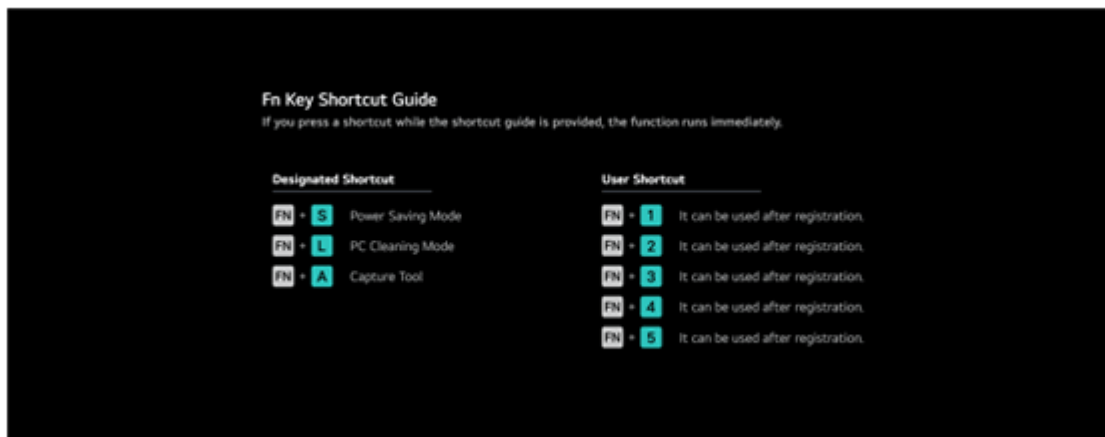 Fn Key Shortcut Guide
If you press a shortcut while the shortcut guide is provided, the function runs immediately.
Designated Shortcut
FN + S Power Saving Mode
FN + L PC Cleaning Mode
FN + A Capture Tool
User Shortcut
FN + 1 It can be used after registration.
FN + 2 It can be used after registration.
FN + 3 It can be used after registration.
FN + 4 It can be used after registration.
FN + 5 It can be used after registration.